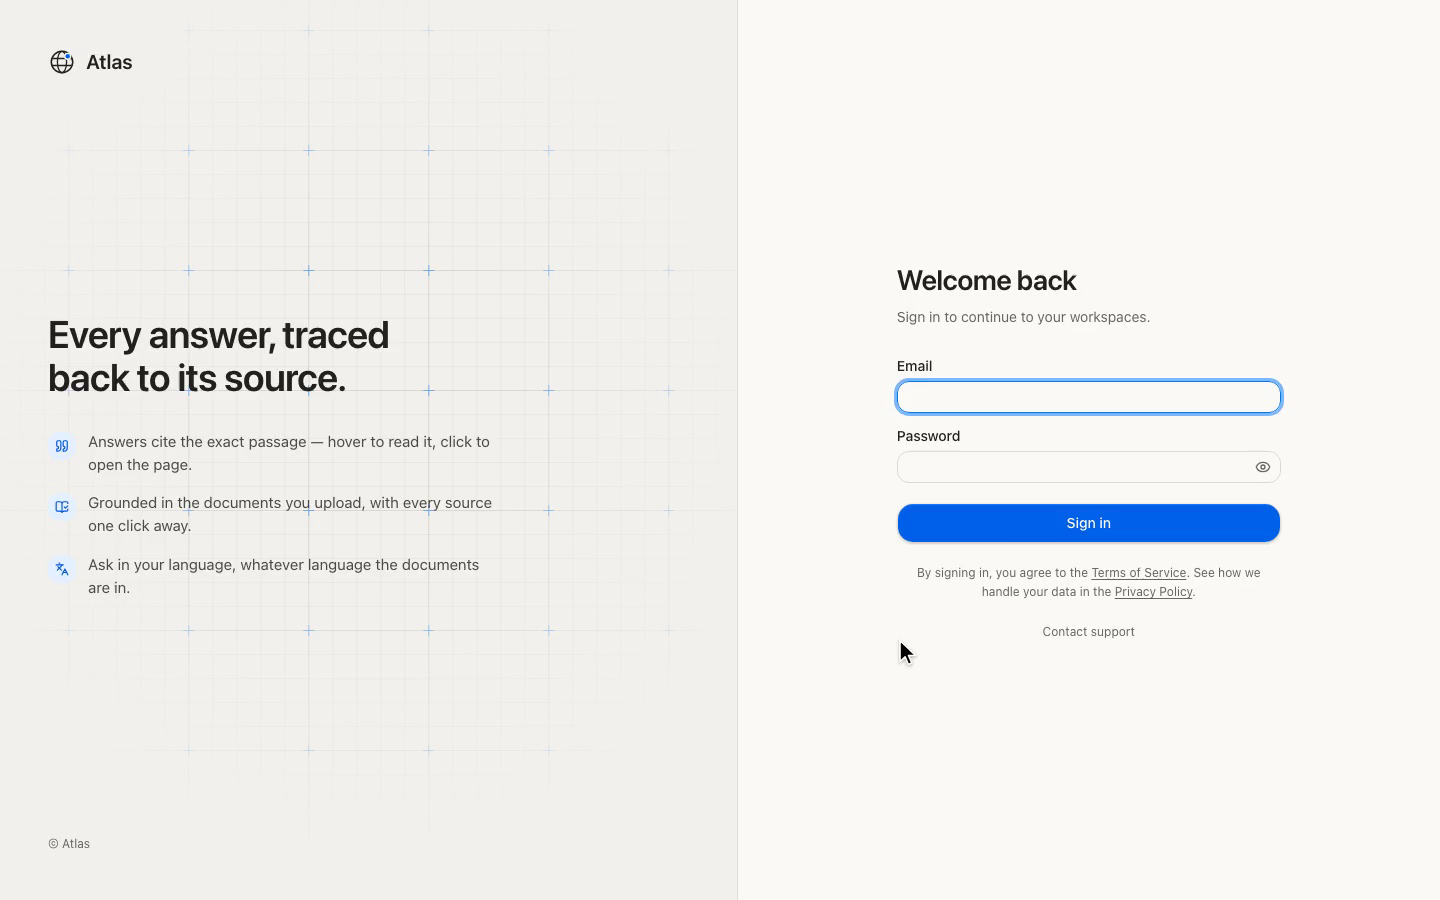 Atlas
Every answer, traced
back to its source.
Answers cite the exact passage — hover to read it, click to
open the page.
Grounded in the documents you upload, with every source
one click away.
Ask in your language, whatever language the documents
are in.
© Atlas
Welcome back
Sign in to continue to your workspaces.
Email
Password
Sign in
By signing in, you agree to the Terms of Service. See how we
handle your data in the Privacy Policy.
Contact support